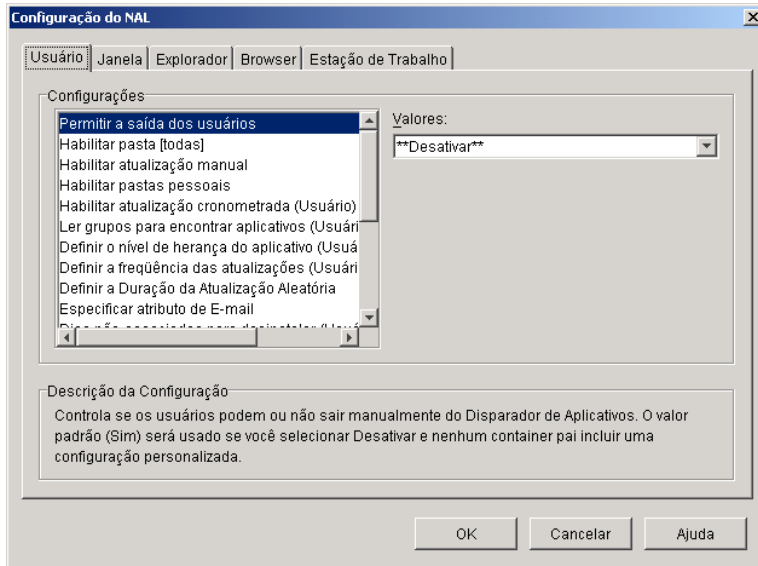 Configuração do NAL
Usuário Janela Explorador Browser Estação de Trabalho
Configurações
Permitir a saída dos usuários
Habilitar pasta [todas]
Habilitar atualização manual
Habilitar pastas pessoais
Habilitar atualização cronometrada (Usuário)
Ler grupos para encontrar aplicativos (Usuári
Definir o nível de herança do aplicativo (Usuá
Definir a freqüência das atualizações (Usuári
Definir a Duração da Atualização Aleatória
Especificar atributo de E-mail
Valores:
**Desativar**
Descrição da Configuração
Controla se os usuários podem ou não sair manualmente do Disparador de Aplicativos. O valor
padrão (Sim) será usado se você selecionar Desativar e nenhum container pai incluir uma
configuração personalizada.
OK Cancelar Ajuda